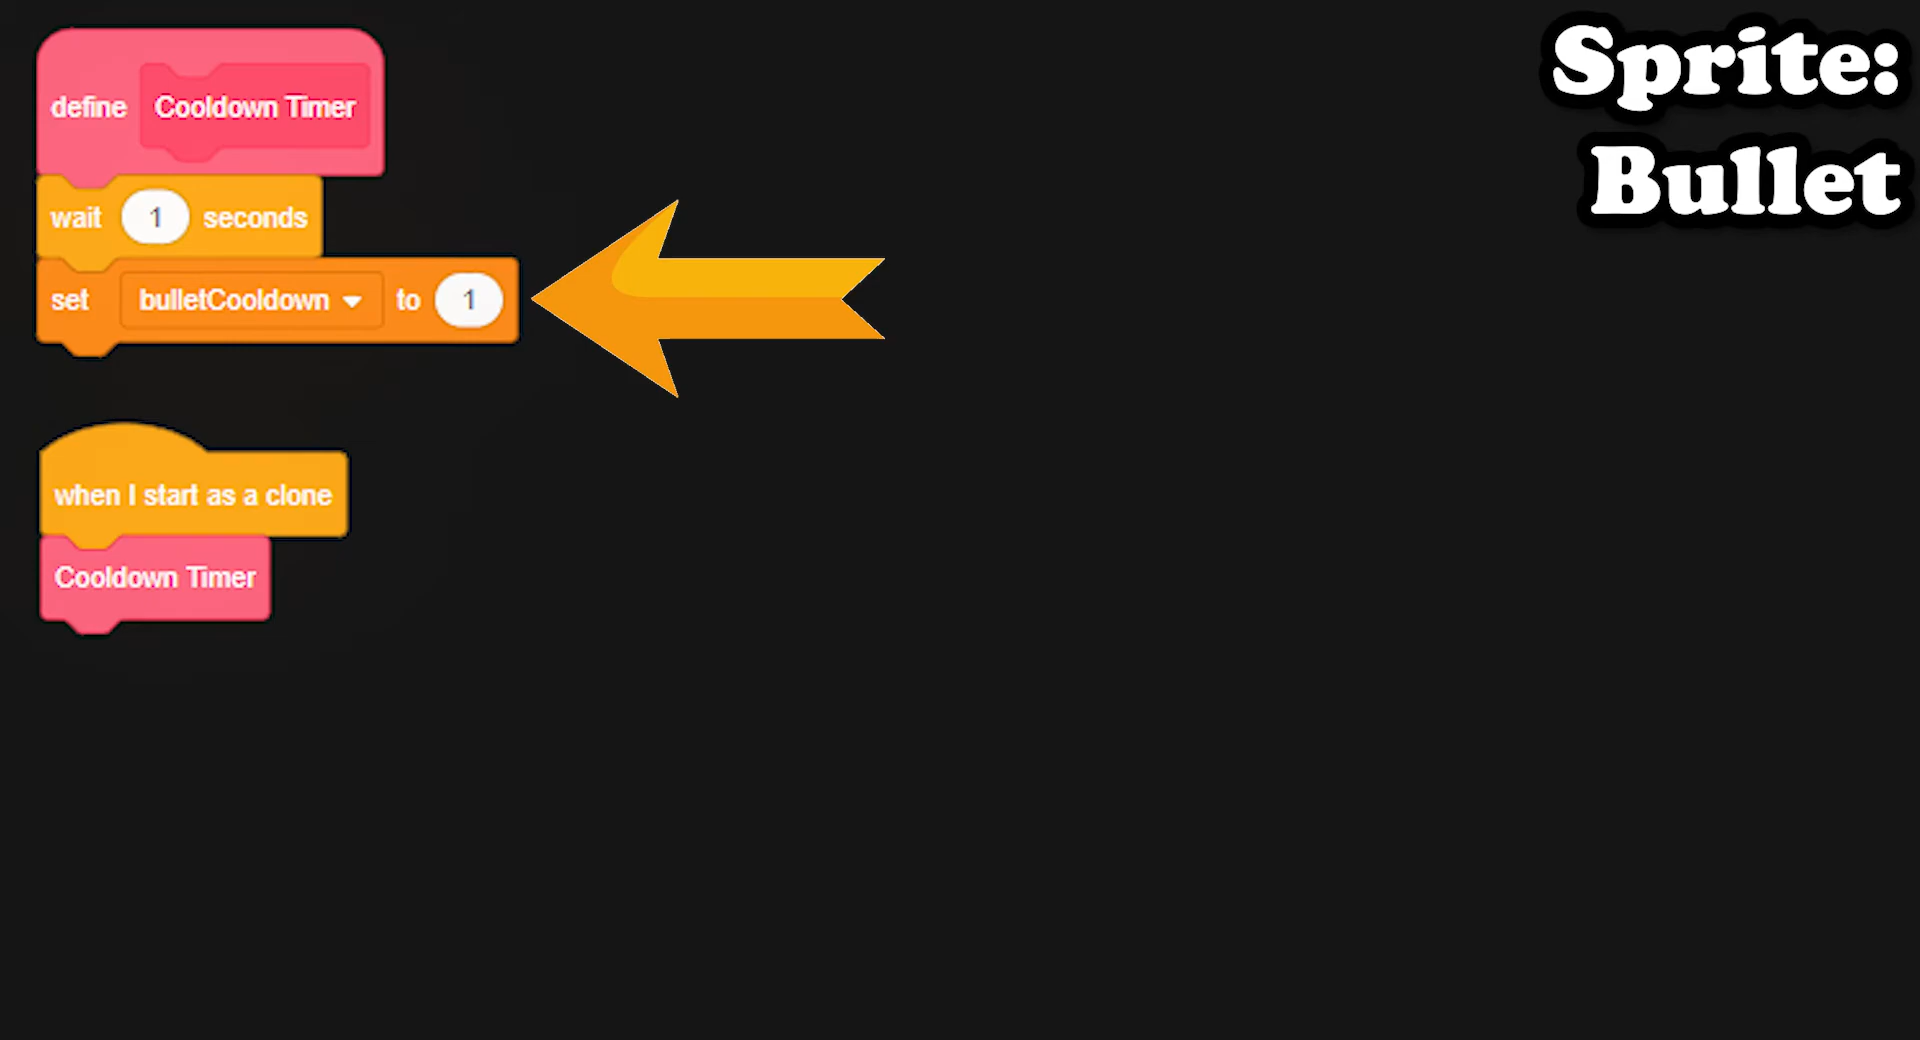 Sprite:
Bullet
define Cooldown Timer
wait 1 seconds
set bulletCooldown to 1
when I start as a clone
Cooldown Timer